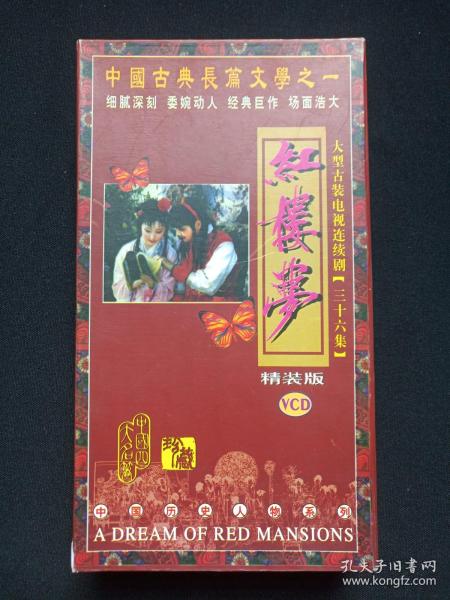 中國古典長篇文學之一
细腻深刻 委婉动人 经典巨作 场面浩大
大型古装电视连续剧【三十六集】
紅樓夢
精装版
VCD
中國四大名著
珍藏
中国历史人物系列
A DREAM OF RED MANSIONS
孔夫子旧书网
www.kongfz.com